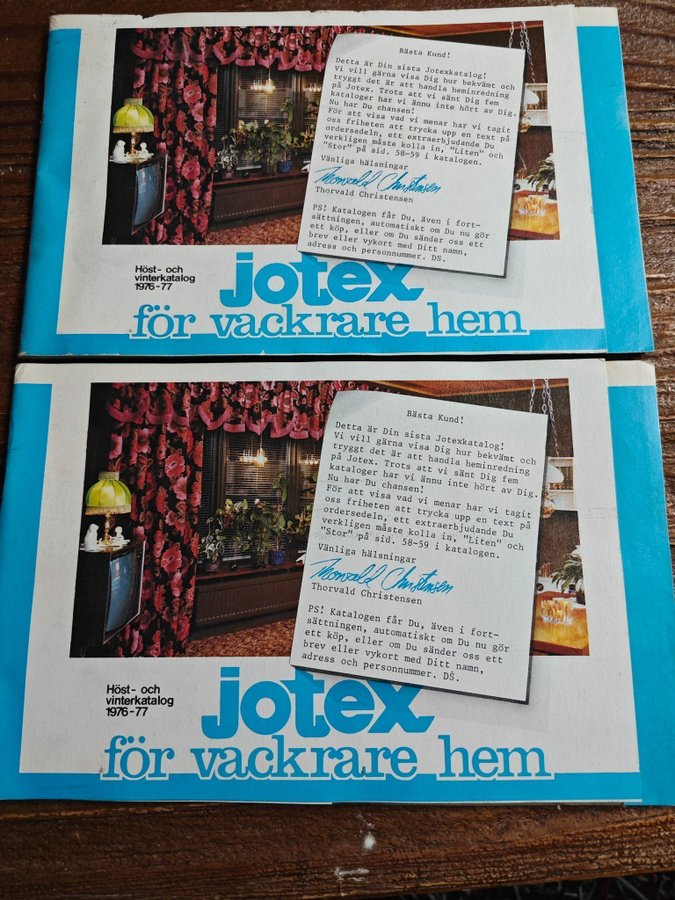 Bästa Kund!
Detta är Din sista Jotexkatalog!
Vi vill gärna visa Dig hur bekvämt och
tryggt det är att handla heminredning
på Jotex. Trots att vi sänt Dig fem
kataloger har vi ännu inte hört av Dig.
Nu har Du chansen!
För att visa vad vi menar har vi tagit
oss friheten att trycka upp en text på
ordersedeln, ett extraerbjudande Du
verkligen måste kolla in, "Liten" och
"Stor" på sid. 58-59 i katalogen.
Vänliga hälsningar
Thorvald Christensen
Thorvald Christensen
PS! Katalogen får Du, även i fort-
sättningen, automatiskt om Du nu gör
ett köp, eller om Du sänder oss ett
brev eller vykort med Ditt namn,
adress och personnummer. DS.
Höst- och
vinterkatalog
1976-77
jotex
för vackrare hem
Bästa Kund!
Detta är Din sista Jotexkatalog!
Vi vill gärna visa Dig hur bekvämt och
tryggt det är att handla heminredning
på Jotex. Trots att vi sänt Dig fem
kataloger har vi ännu inte hört av Dig.
Nu har Du chansen!
För att visa vad vi menar har vi tagit
oss friheten att trycka upp en text på
ordersedeln, ett extraerbjudande Du
verkligen måste kolla in, "Liten" och
"Stor" på sid. 58-59 i katalogen.
Vänliga hälsningar
Thorvald Christensen
Thorvald Christensen
PS! Katalogen får Du, även i fort-
sättningen, automatiskt om Du nu gör
ett köp, eller om Du sänder oss ett
brev eller vykort med Ditt namn,
adress och personnummer. DS.
Höst- och
vinterkatalog
1976-77
jotex
för vackrare hem